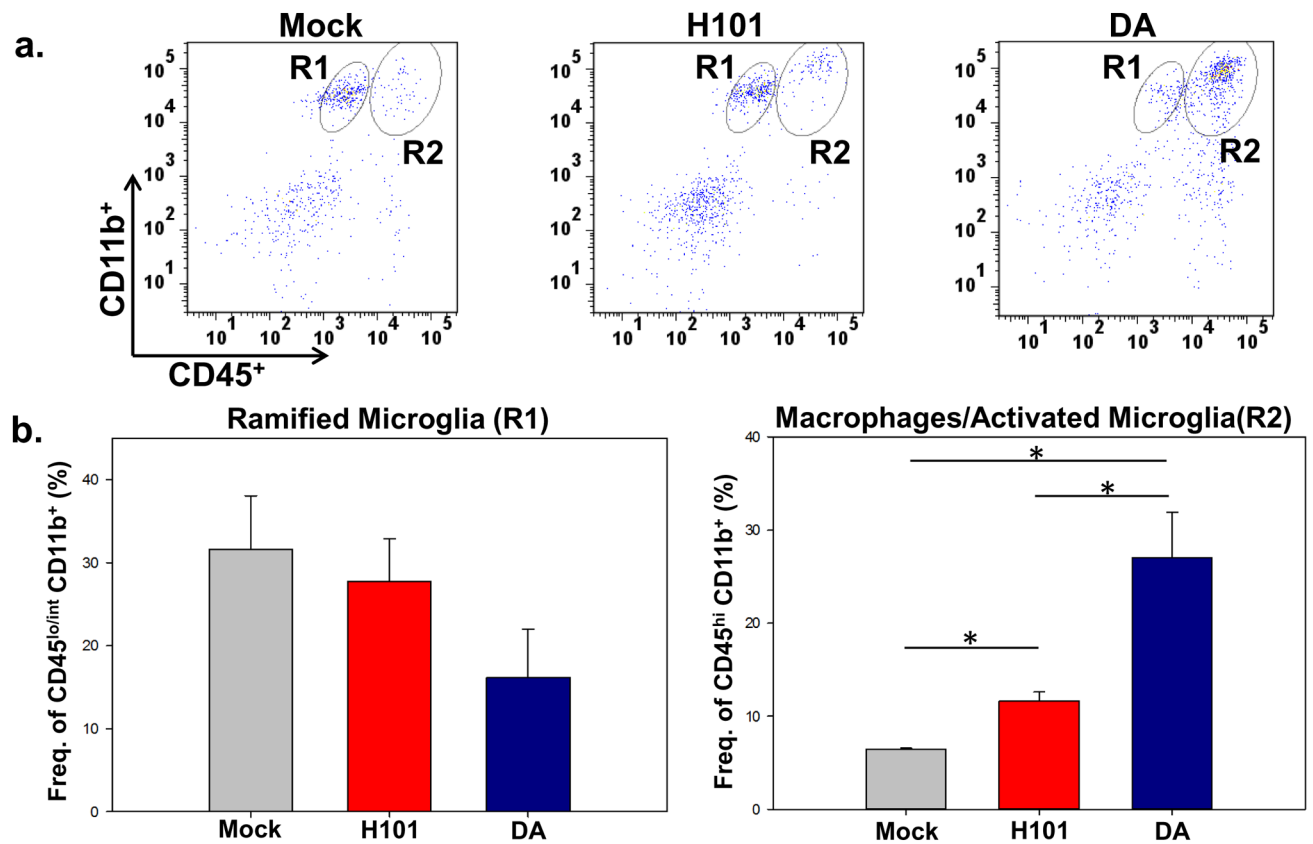 a.
Mock
H101
DA
R1
R2
R1
R2
R1
R2
10⁵
10⁴
10³
10²
10¹
10¹ 10² 10³ 10⁴ 10⁵
10⁵
10⁴
10³
10²
10¹
10¹ 10² 10³ 10⁴ 10⁵
10⁵
10⁴
10³
10²
10¹
10¹ 10² 10³ 10⁴ 10⁵
CD11b⁺
CD45⁺
b.
Ramified Microglia (R1)
Freq. of CD45ˡᵒ/ⁱⁿᵗ CD11b⁺ (%)
40
30
20
10
0
Mock H101 DA
Macrophages/Activated Microglia(R2)
Freq. of CD45ʰⁱ CD11b⁺ (%)
40
30
20
10
0
*
*
*
Mock H101 DA